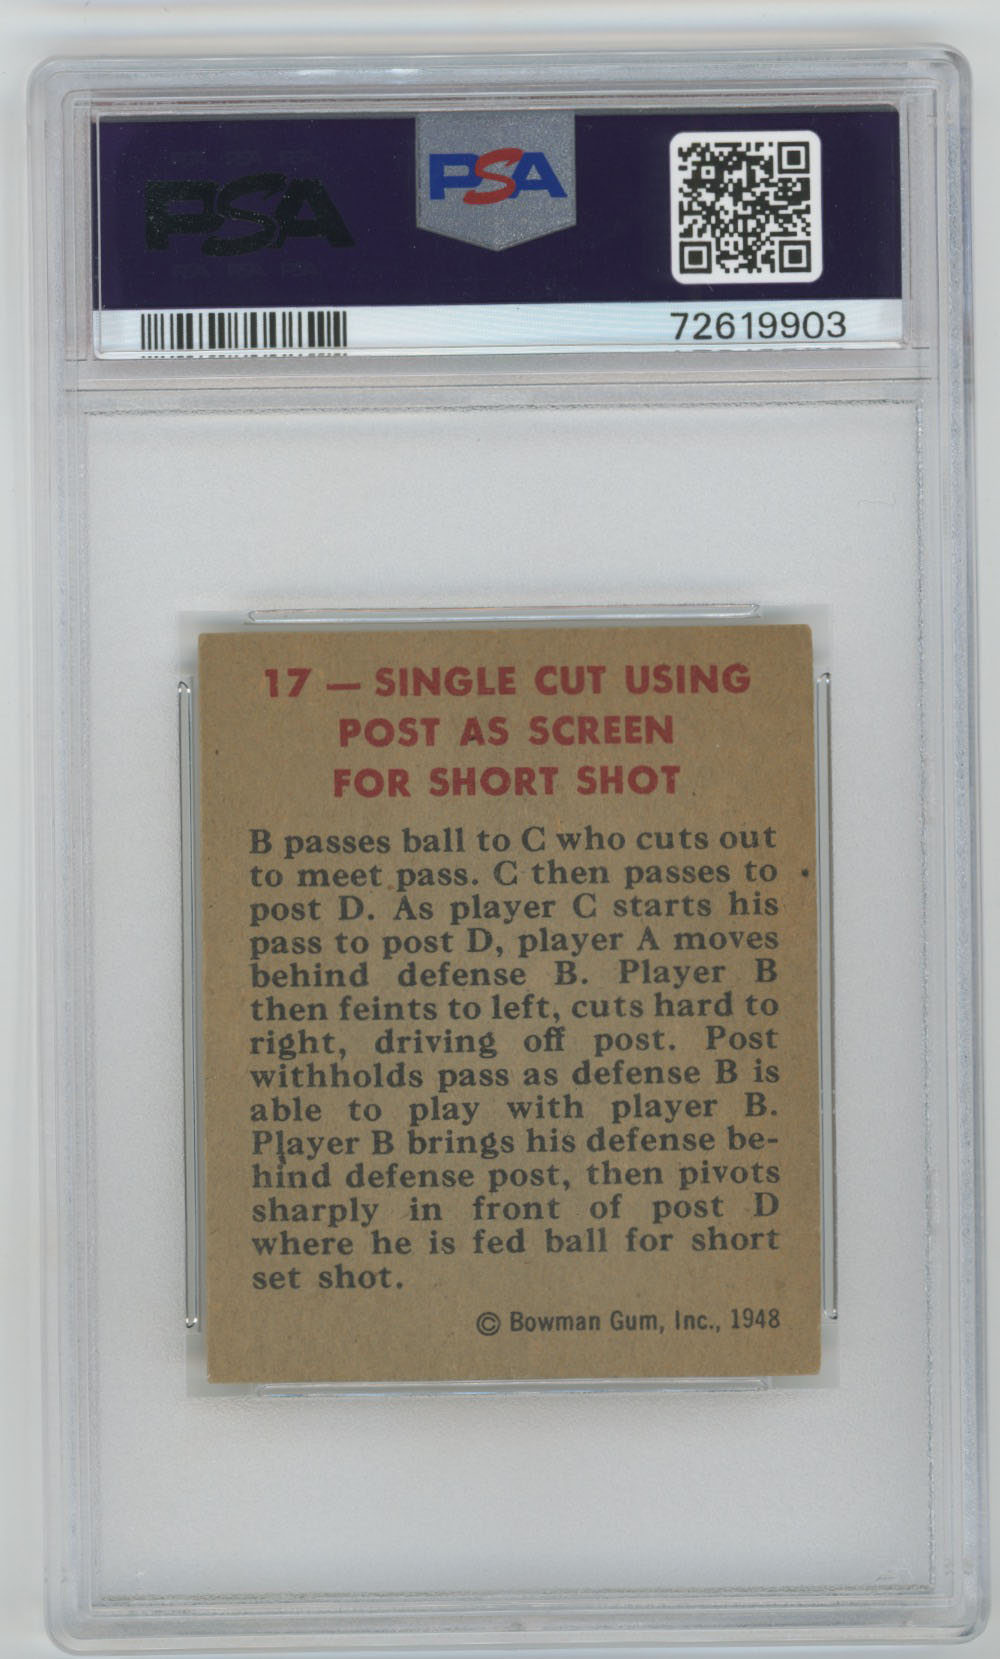 PSA
PSA
72619903
17 — SINGLE CUT USING
POST AS SCREEN
FOR SHORT SHOT
B passes ball to C who cuts out
to meet pass. C then passes to
post D. As player C starts his
pass to post D, player A moves
behind defense B. Player B
then feints to left, cuts hard to
right, driving off post. Post
withholds pass as defense B is
able to play with player B.
Player B brings his defense be-
hind defense post, then pivots
sharply in front of post D
where he is fed ball for short
set shot.
© Bowman Gum, Inc., 1948